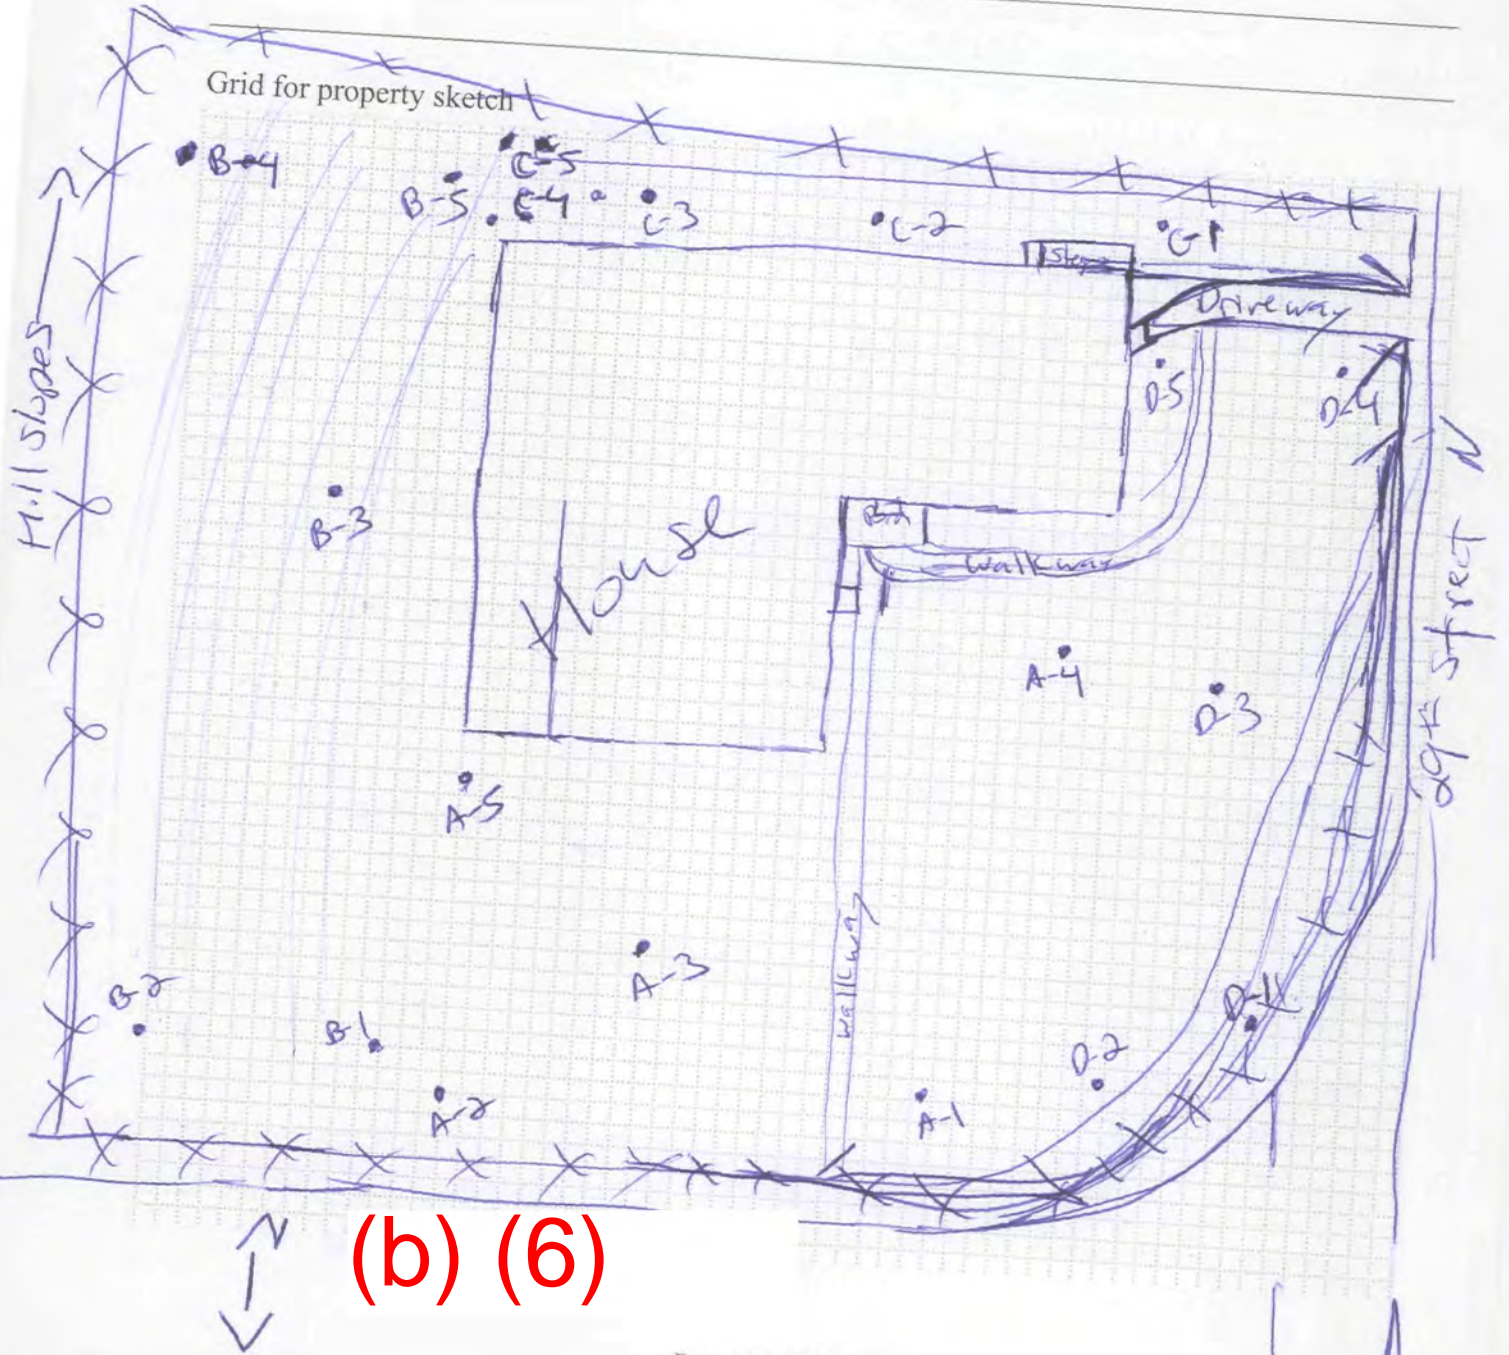 Grid for property sketch
B-4
C-5
B-5
C-4
C-3
C-2
C-1
Steps
Driveway
Hill slopes
D-5
D-4
B-3
House
Walkway
29th Street N
A-4
D-3
A-5
A-3
Walkway
B-2
B-1
D-1
D-2
A-2
A-1
N
(b) (6)